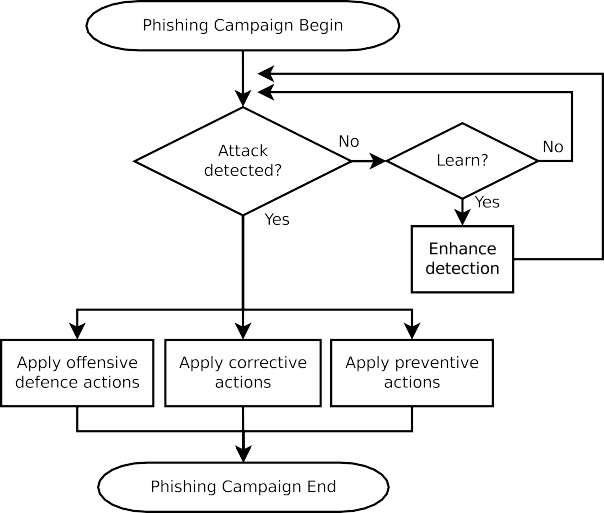 Phishing Campaign Begin
Attack
detected?
No
Learn?
No
Yes
Yes
Enhance
detection
Apply offensive
defence actions
Apply corrective
actions
Apply preventive
actions
Phishing Campaign End